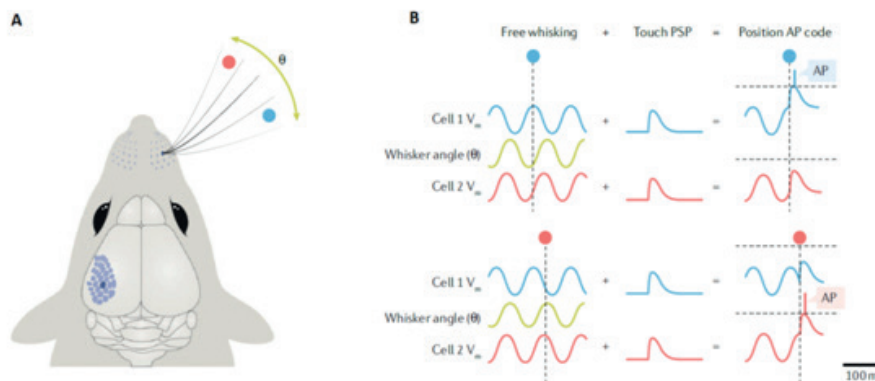 A
θ
B
Free whisking + Touch PSP = Position AP code
AP
Cell 1 Vm + =
Whisker angle (θ)
Cell 2 Vm + =
Cell 1 Vm + =
Whisker angle (θ)
AP
Cell 2 Vm + =